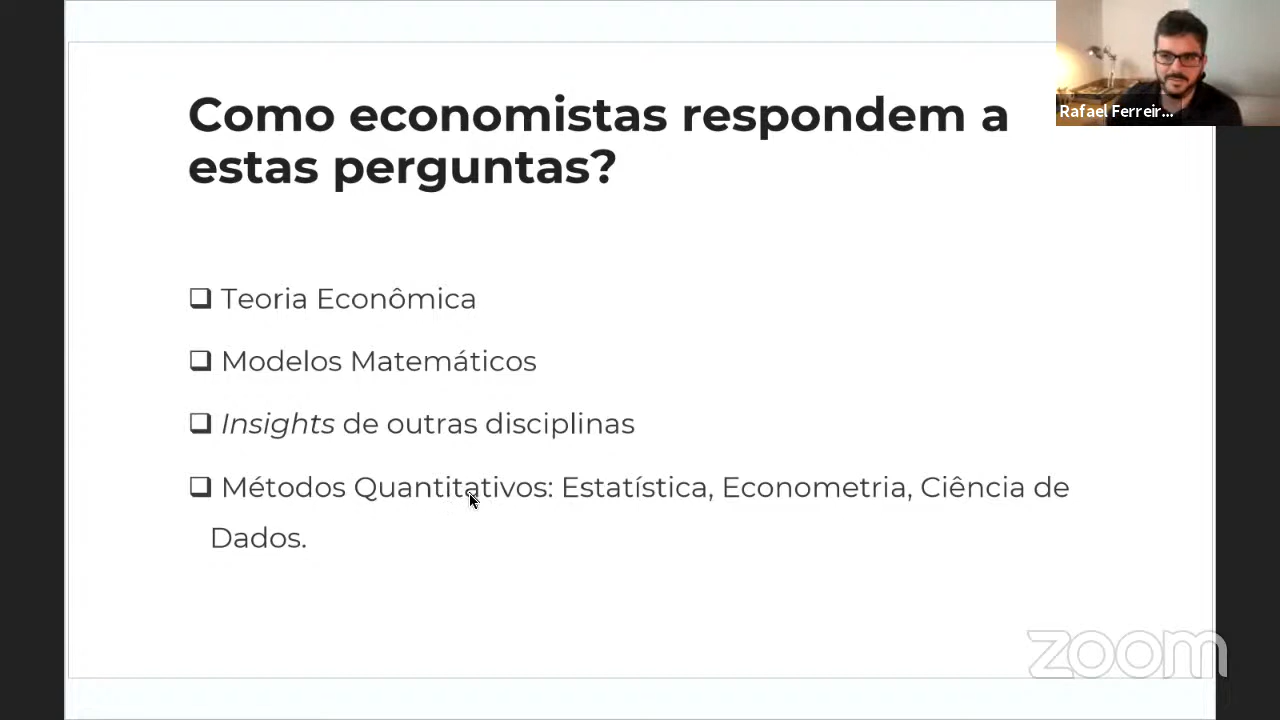 Rafael Ferreir...
Como economistas respondem a
estas perguntas?
❑ Teoria Econômica
❑ Modelos Matemáticos
❑ Insights de outras disciplinas
❑ Métodos Quantitativos: Estatística, Econometria, Ciência de
Dados.
zoom